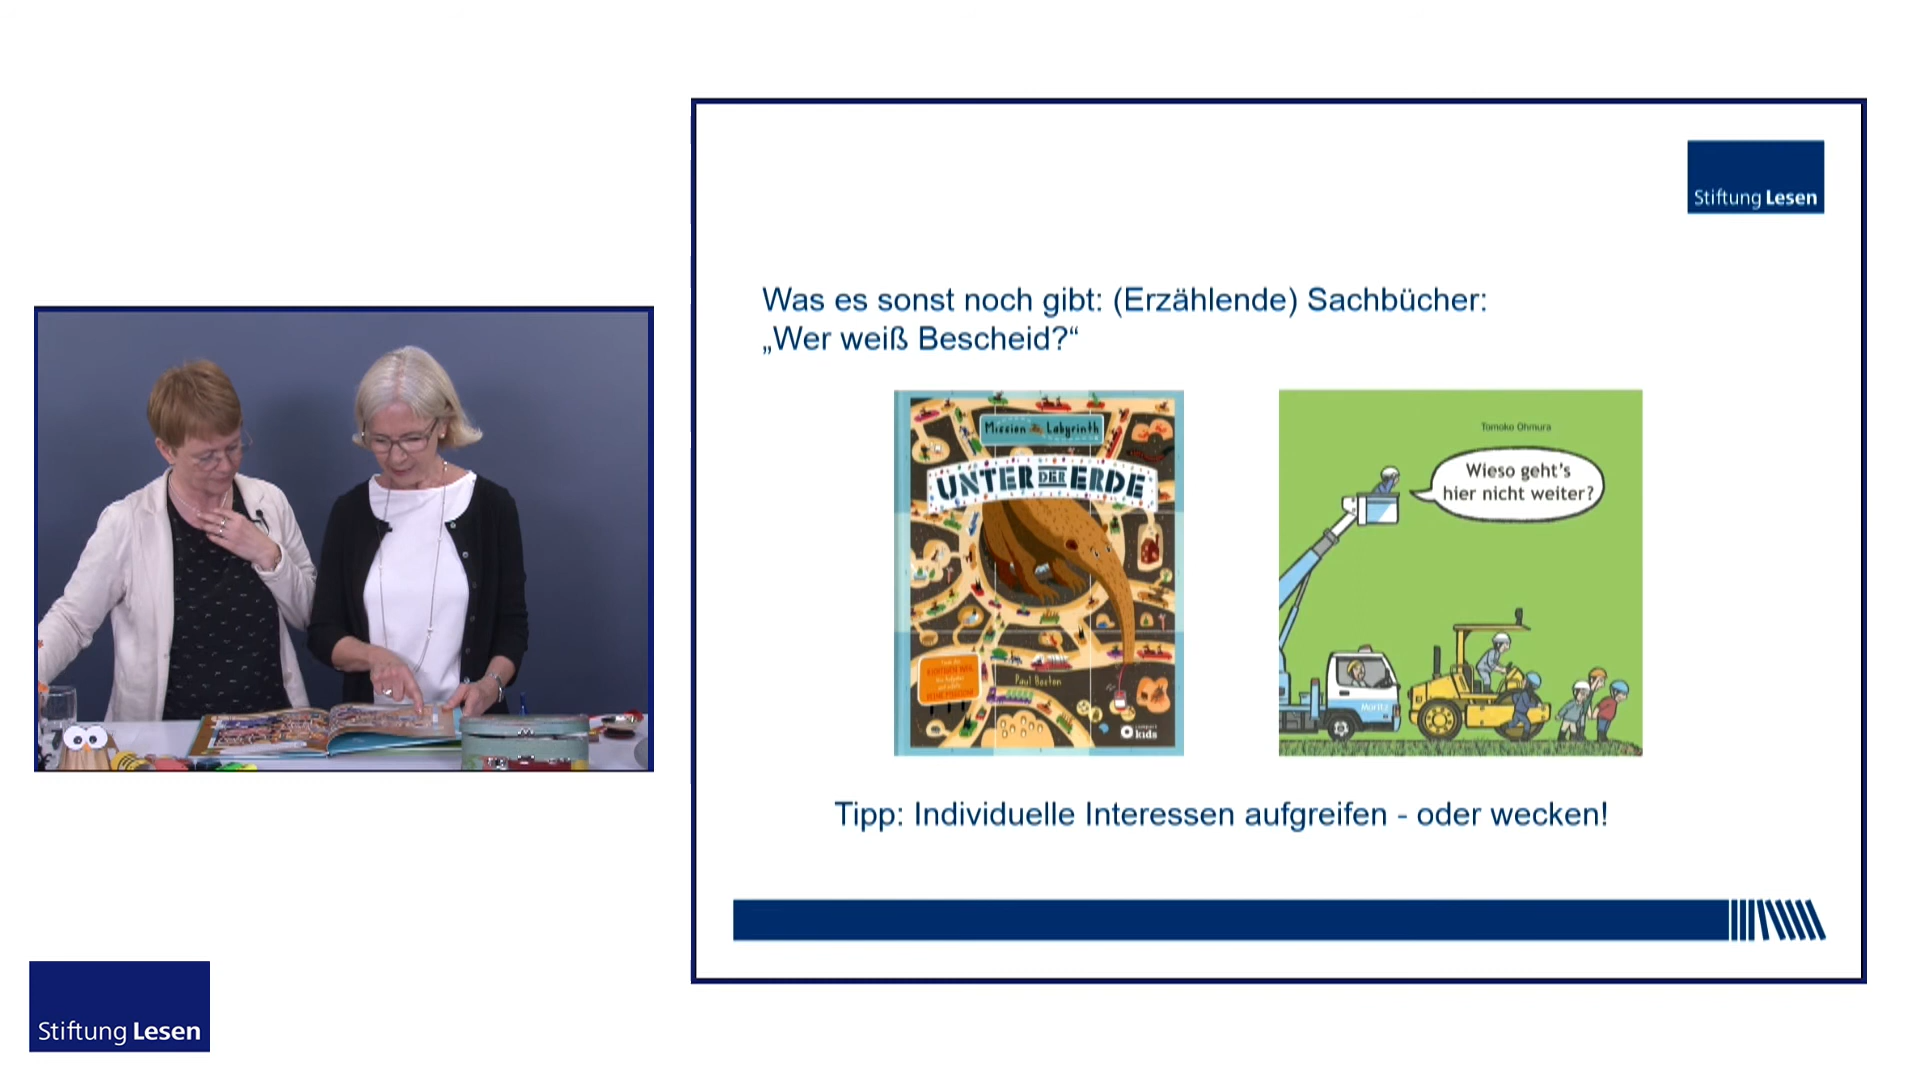 Stiftung Lesen
Was es sonst noch gibt: (Erzählende) Sachbücher:
„Wer weiß Bescheid?“
Mission Labyrinth
UNTER DER ERDE
Paul Boston
kids
Tomoko Ohmura
Wieso geht's
hier nicht weiter?
Moritz
Tipp: Individuelle Interessen aufgreifen - oder wecken!
Stiftung Lesen